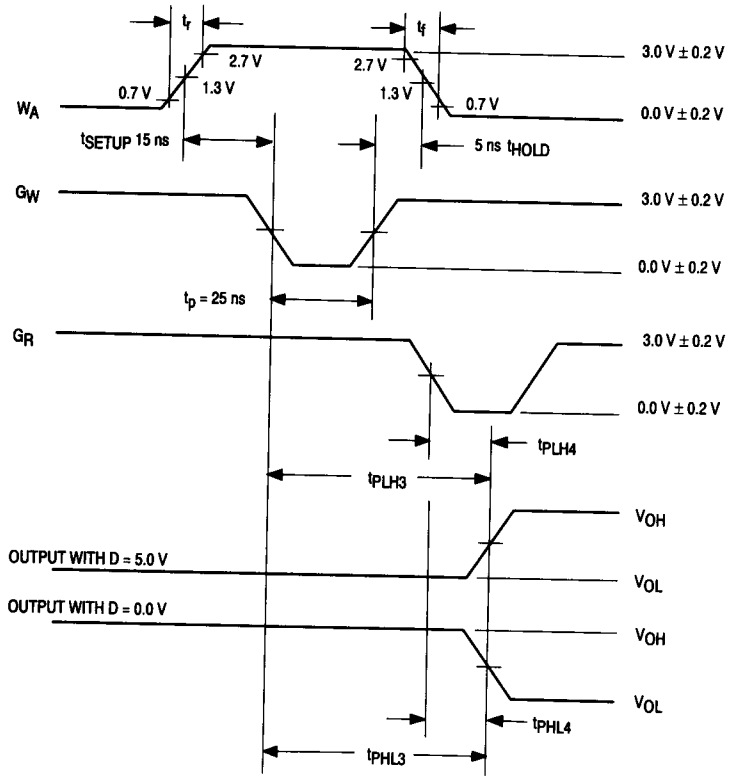 tr
tf
3.0 V ± 0.2 V
2.7 V
2.7 V
1.3 V
1.3 V
0.7 V
0.7 V
WA
0.0 V ± 0.2 V
tSETUP 15 ns
5 ns tHOLD
GW
3.0 V ± 0.2 V
0.0 V ± 0.2 V
tp = 25 ns
GR
3.0 V ± 0.2 V
0.0 V ± 0.2 V
tPLH4
tPLH3
VOH
OUTPUT WITH D = 5.0 V
VOL
OUTPUT WITH D = 0.0 V
VOH
VOL
tPHL4
tPHL3